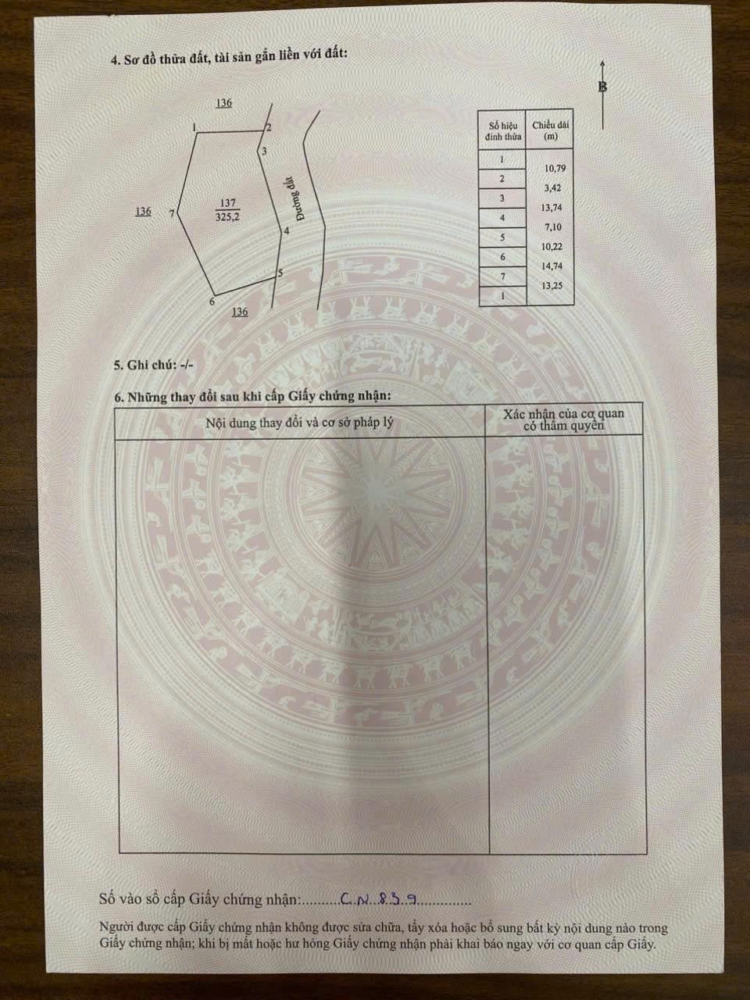 4. Sơ đồ thửa đất, tài sản gắn liền với đất:
B
136
1
2
3
Đường đất
137
325,2
136
7
4
5
6
136
Số hiệu đỉnh thửa
Chiều dài (m)
1
10,79
2
3,42
3
13,74
4
7,10
5
10,22
6
14,74
7
13,25
1
5. Ghi chú: -/-
6. Những thay đổi sau khi cấp Giấy chứng nhận:
Nội dung thay đổi và cơ sở pháp lý
Xác nhận của cơ quan
có thẩm quyền
Số vào sổ cấp Giấy chứng nhận:..........C.N...8.3..9...............
Người được cấp Giấy chứng nhận không được sửa chữa, tẩy xóa hoặc bổ sung bất kỳ nội dung nào trong
Giấy chứng nhận; khi bị mất hoặc hư hỏng Giấy chứng nhận phải khai báo ngay với cơ quan cấp Giấy.